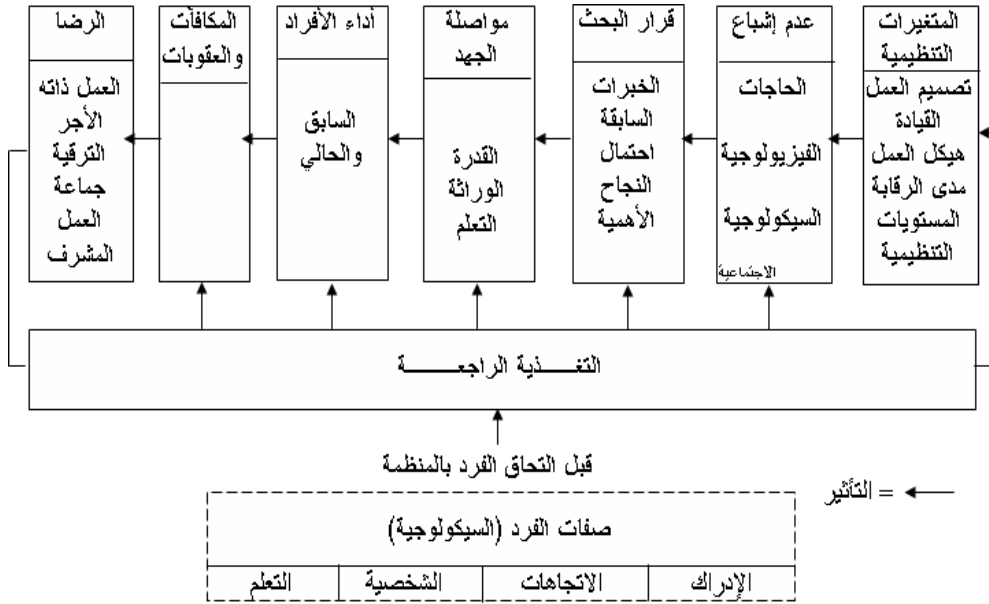 المتغيرات
التنظيمية
تصميم العمل
القيادة
هيكل العمل
مدى الرقابة
المستويات
التنظيمية
عدم إشباع
الحاجات
الفيزيولوجية
السيكولوجية
الاجتماعية
قرار البحث
الخبرات
السابقة
احتمال
النجاح
الأهمية
مواصلة
الجهد
القدرة
الوراثة
التعلم
أداء الأفراد
السابق
والحالي
المكافآت
والعقوبات
الرضا
العمل ذاته
الأجر
الترقية
جماعة
العمل
المشرف
التغـــــذية الراجعــــــــة
قبل التحاق الفرد بالمنظمة
= التأثير
صفات الفرد (السيكولوجية)
الإدراك
الاتجاهات
الشخصية
التعلم